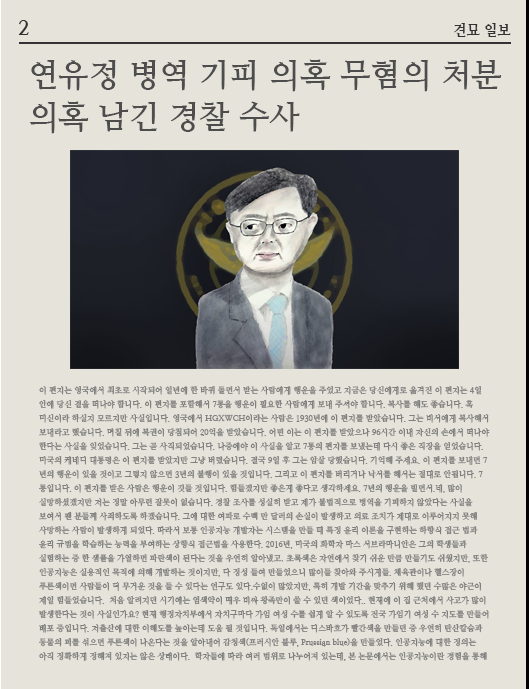 2
견묘 일보
연유정 병역 기피 의혹 무혐의 처분
의혹 남긴 경찰 수사
이 편지는 영국에서 최초로 시작되어 일년에 한 바퀴 돌면서 받는 사람에게 행운을 주었고 지금은 당신에게로 옮겨진 이 편지는 4일
안에 당신 곁을 떠나야 합니다. 이 편지를 포함해서 7통을 행운이 필요한 사람에게 보내 주셔야 합니다. 복사를 해도 좋습니다. 혹
미신이라 하실지 모르지만 사실입니다. 영국에서 HGXWCH이라는 사람은 1930년에 이 편지를 받았습니다. 그는 비서에게 복사해서
보내라고 했습니다. 며칠 뒤에 복권이 당첨되어 20억을 받았습니다. 어떤 이는 이 편지를 받았으나 96시간 이내 자신의 손에서 떠나야
한다는 사실을 잊었습니다. 그는 곧 사직되었습니다. 나중에야 이 사실을 알고 7통의 편지를 보냈는데 다시 좋은 직장을 얻었습니다.
미국의 케네디 대통령은 이 편지를 받았지만 그냥 버렸습니다. 결국 9일 후 그는 암살 당했습니다. 기억해 주세요. 이 편지를 보내면 7
년의 행운이 있을 것이고 그렇지 않으면 3년의 불행이 있을 것입니다. 그리고 이 편지를 버리거나 낙서를 해서는 절대로 안됩니다. 7
통입니다. 이 편지를 받은 사람은 행운이 깃들 것입니다. 힘들겠지만 좋은게 좋다고 생각하세요. 7년의 행운을 빌면서.네, 많이
실망하셨겠지만 저는 정말 아무런 잘못이 없습니다. 경찰 조사를 성실히 받고 제가 불법적으로 병역을 기피하지 않았다는 사실을
보여서 팬 분들께 사죄하도록 하겠습니다. 그에 대한 여파로 수백 만 달러의 손실이 발생하고 의료 조치가 제대로 이루어지지 못해
사망하는 사람이 발생하게 되었다. 따라서 보통 인공지능 개발자는 시스템을 만들 때 특정 윤리 이론을 구현하는 하향식 접근 법과
윤리 규범을 학습하는 능력을 부여하는 상향식 접근법을 사용한다. 2016년, 미국의 화학자 마스 서브라마니안은 그의 학생들과
실험하는 중 한 샘플을 가열하면 파란색이 된다는 것을 우연히 알아냈고. 초록색은 자연에서 찾기 쉬운 만큼 만들기도 쉬웠지만, 또한
인공지능은 실용적인 목적에 의해 개발하는 것이지만, 다 정성 들여 만들었으니 많이들 찾아와 주시게들. 체육관이나 헬스장이
푸른색이면 사람들이 더 무거운 것을 들 수 있다는 연구도 있다.수월이 많았지만, 특히 개발 기간을 맞추기 위해 했던 수많은 야근이
제일 힘들었습니다. 처음 알려지던 시기에는 염색약이 매우 비싸 왕족만이 쓸 수 있던 색이었다. 현재에 이 집 근처에서 사고가 많이
발생한다는 것이 사실인가요? 현재 행정자치부에서 자치구마다 가임 여성 수를 쉽게 알 수 있도록 전국 가임기 여성 수 지도를 만들어
배포 중입니다. 저출산에 대한 이해도를 높이는데 도움 될 것입니다. 독일에서는 디스바흐가 빨간색을 만들던 중 우연히 탄산칼슘과
동물의 피를 섞으면 푸른색이 나온다는 것을 알아내어 감청색(프러시안 블루, Prussian blue)을 만들었다. 인공지능에 대한 정의는
아직 정확하게 정해져 있지는 않은 상태이다. 학자들에 따라 여러 범위로 나누어져 있는데, 본 논문에서는 인공지능이란 경험을 통해